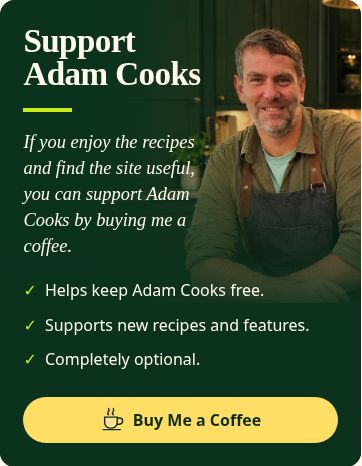 Support
Adam Cooks
If you enjoy the recipes
and find the site useful,
you can support Adam
Cooks by buying me a
coffee.
✓ Helps keep Adam Cooks free.
✓ Supports new recipes and features.
✓ Completely optional.
Buy Me a Coffee